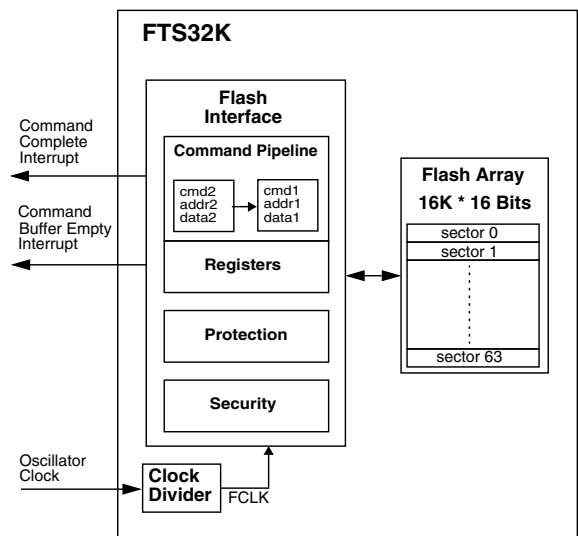 FTS32K
Flash
Interface
Command Pipeline
cmd2
addr2
data2
cmd1
addr1
data1
Registers
Protection
Security
Command
Complete
Interrupt
Command
Buffer Empty
Interrupt
Flash Array
16K * 16 Bits
sector 0
sector 1
sector 63
Oscillator
Clock
Clock
Divider
FCLK